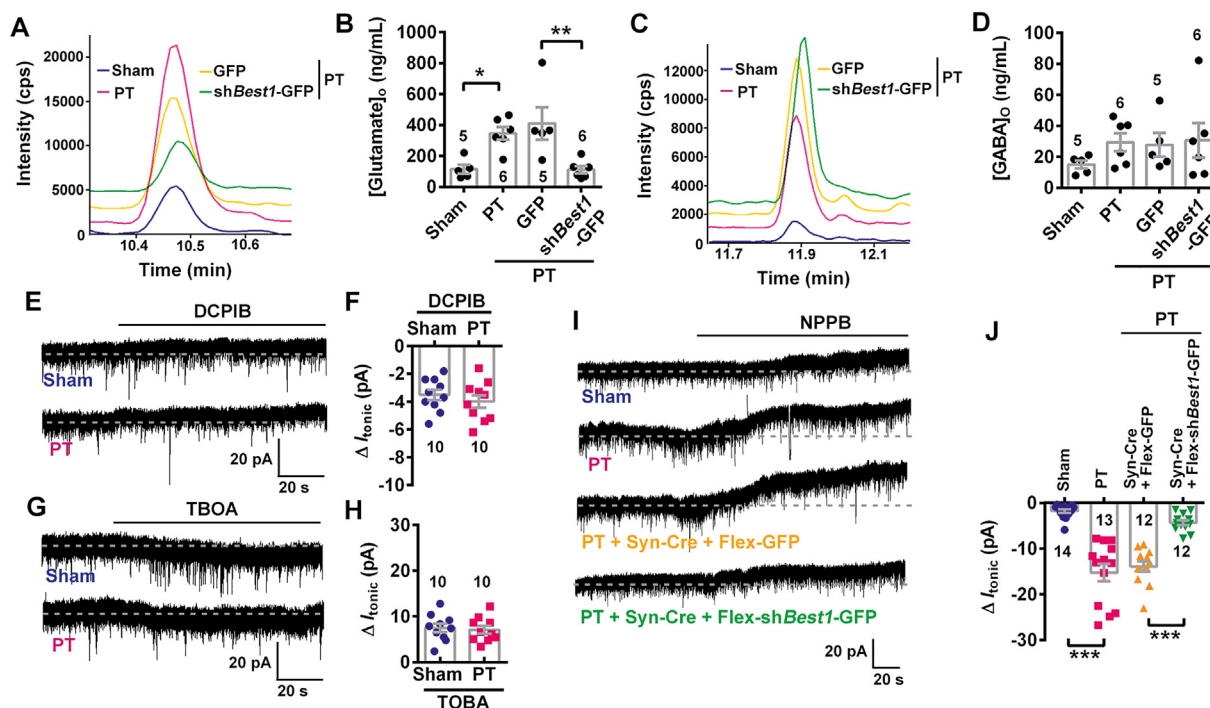 A
Intensity (cps)
20000
15000
10000
5000
0
Sham
PT
GFP
shBest1-GFP
PT
10.4
10.5
10.6
Time (min)
B
[Glutamate]o (ng/mL)
1000
800
600
400
200
0
*
**
5
6
5
6
Sham
PT
GFP
shBest1
-GFP
PT
C
Intensity (cps)
12000
10000
8000
6000
4000
2000
0
Sham
PT
GFP
shBest1-GFP
PT
11.7
11.9
12.1
Time (min)
D
[GABA]O (ng/mL)
100
80
60
40
20
0
5
6
5
6
Sham
PT
GFP
shBest1
-GFP
PT
E
DCPIB
Sham
PT
20 pA
20 s
F
DCPIB
Sham PT
Δ Itonic (pA)
0
-2
-4
-6
-8
-10
10
10
G
TBOA
Sham
PT
20 pA
20 s
H
Δ Itonic (pA)
30
20
10
0
10
10
Sham PT
TOBA
I
NPPB
Sham
PT
PT + Syn-Cre + Flex-GFP
PT + Syn-Cre + Flex-shBest1-GFP
20 pA
20 s
J
PT
Sham
PT
Syn-Cre
+ Flex-GFP
Syn-Cre
+ Flex-shBest1-GFP
Δ Itonic (pA)
0
-10
-20
-30
14
13
12
12
***
***